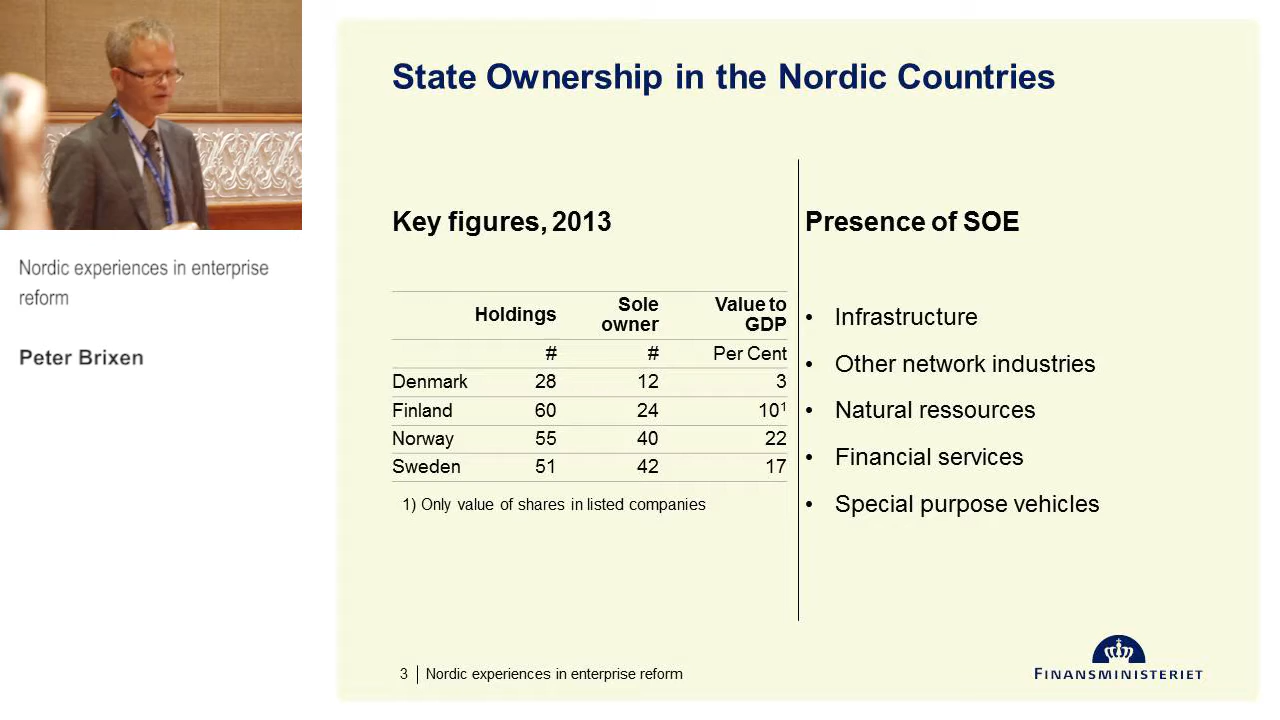 State Ownership in the Nordic Countries
Nordic experiences in enterprise
reform
Peter Brixen
Key figures, 2013
Holdings Sole owner Value to GDP
# # Per Cent
Denmark 28 12 3
Finland 60 24 10¹
Norway 55 40 22
Sweden 51 42 17
1) Only value of shares in listed companies
Presence of SOE
• Infrastructure
• Other network industries
• Natural ressources
• Financial services
• Special purpose vehicles
3 | Nordic experiences in enterprise reform
FINANSMINISTERIET